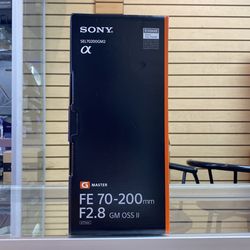 SONY
SEL70200GM2
α
G MASTER
FE 70-200mm
F2.8 GM OSS II